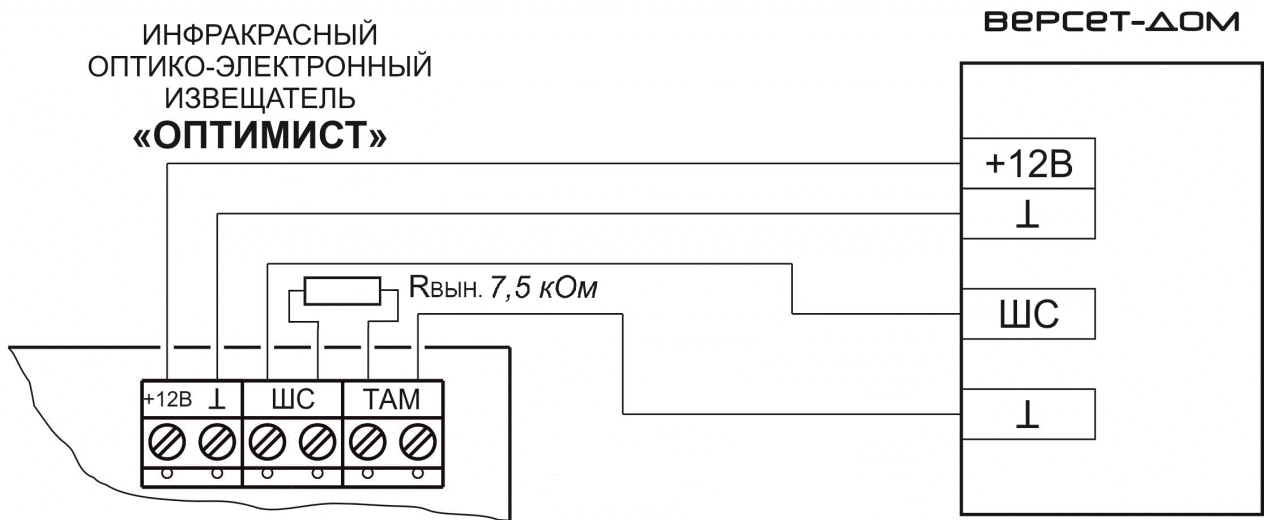 ВЕРСЕТ-ДОМ
ИНФРАКРАСНЫЙ
ОПТИКО-ЭЛЕКТРОННЫЙ
ИЗВЕЩАТЕЛЬ
«ОПТИМИСТ»
+12В
⊥
Rвын. 7,5 кОм
ШС
⊥
+12В ⊥ ШС ТАМ